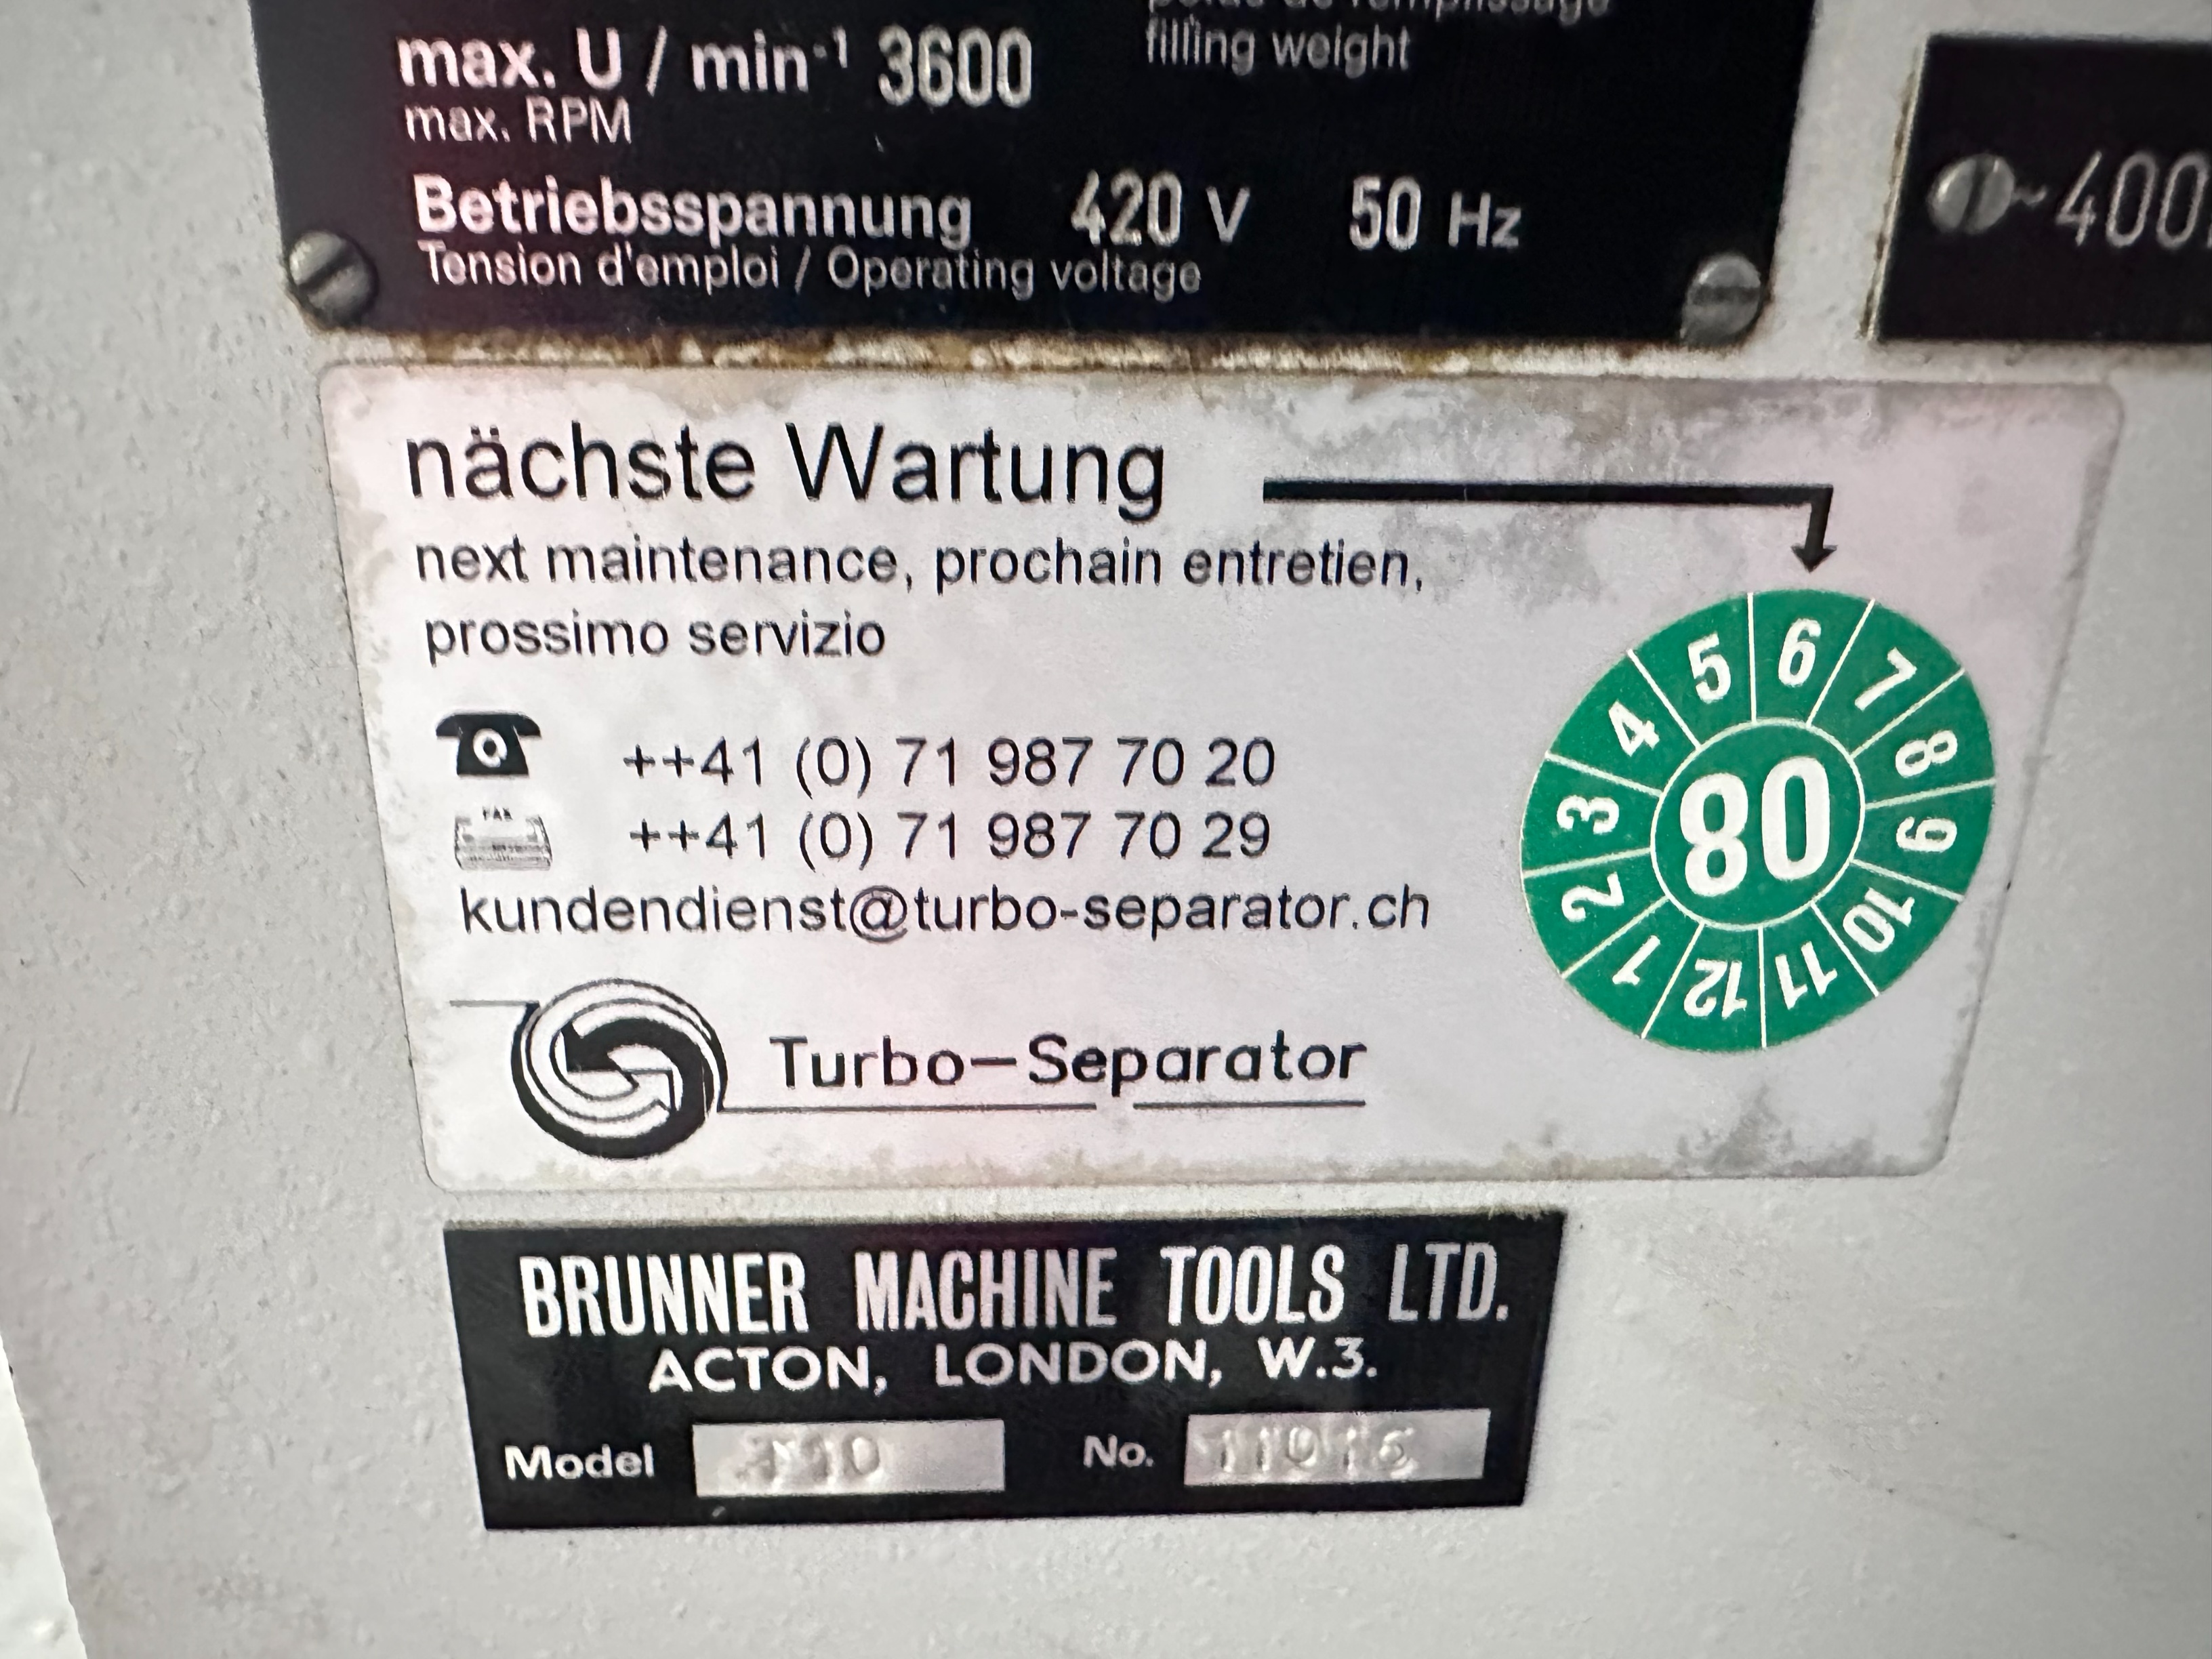 filling weight
max. U / min⁻¹ 3600
max. RPM
Betriebsspannung 420 V 50 Hz
Tension d'emploi / Operating voltage
~400
nächste Wartung
next maintenance, prochain entretien,
prossimo servizio
++41 (0) 71 987 70 20
FAX
++41 (0) 71 987 70 29
kundendienst@turbo-separator.ch
Turbo-Separator
1 2 3 4 5 6 7 8 9 10 11 12
80
BRUNNER MACHINE TOOLS LTD.
ACTON, LONDON, W.3.
Model
No.